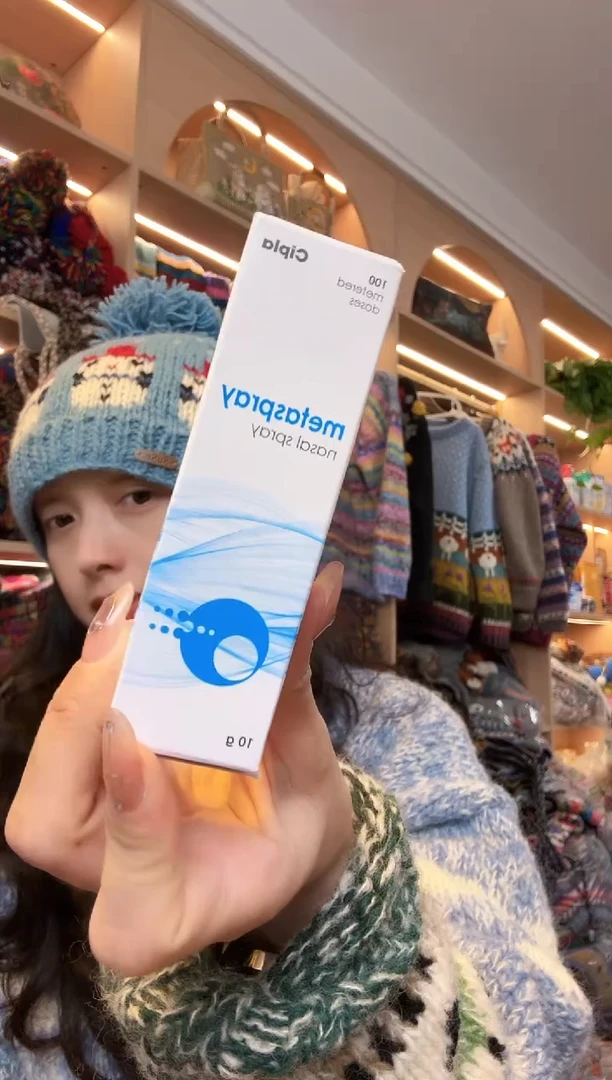 Cipla
100
metered
doses
metaspray
nasal spray
10 g